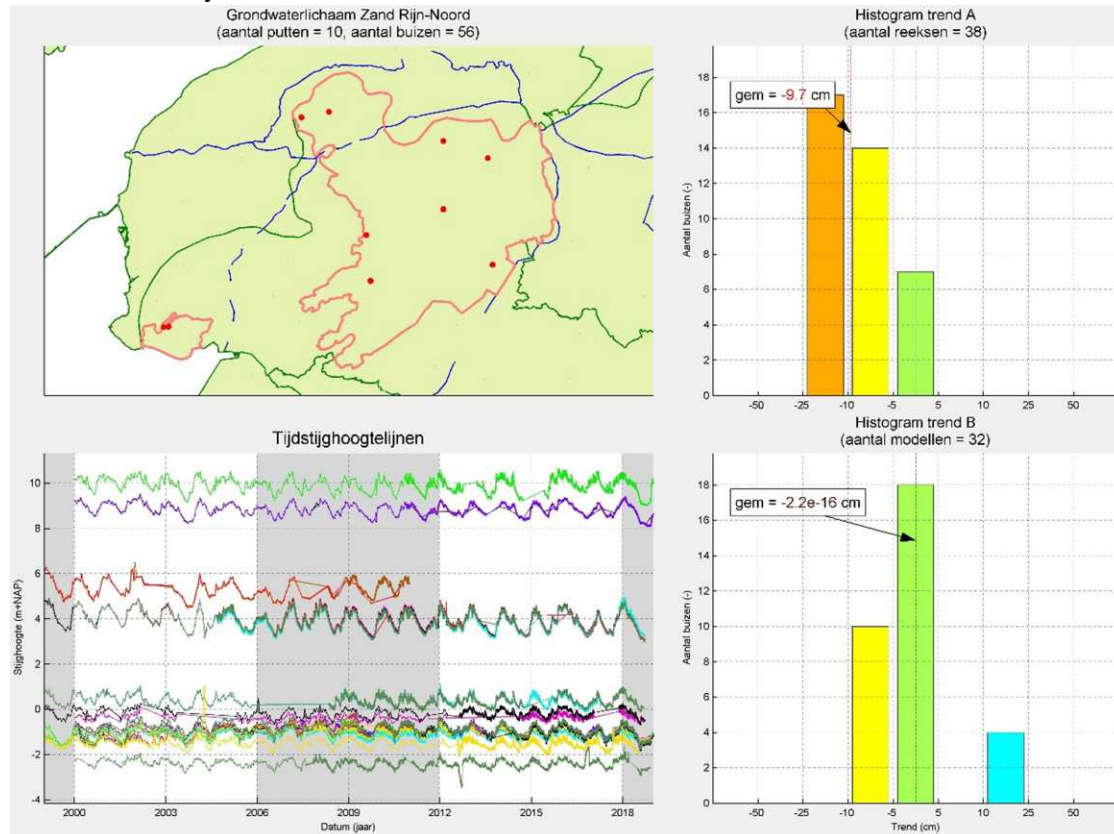 Grondwaterlichaam Zand Rijn-Noord
(aantal putten = 10, aantal buizen = 56)
Histogram trend A
(aantal reeksen = 38)
gem = -9.7 cm
Aantal buizen (-)
18
16
14
12
10
8
6
4
2
0
-50 -25 -10 -5 5 10 25 50
Tijdstijghoogtelijnen
Stijghoogte (m+NAP)
10
8
6
4
2
0
-2
-4
2000 2003 2006 2009 2012 2015 2018
Datum (jaar)
Histogram trend B
(aantal modellen = 32)
gem = -2.2e-16 cm
Aantal buizen (-)
18
16
14
12
10
8
6
4
2
0
-50 -25 -10 -5 5 10 25 50
Trend (cm)